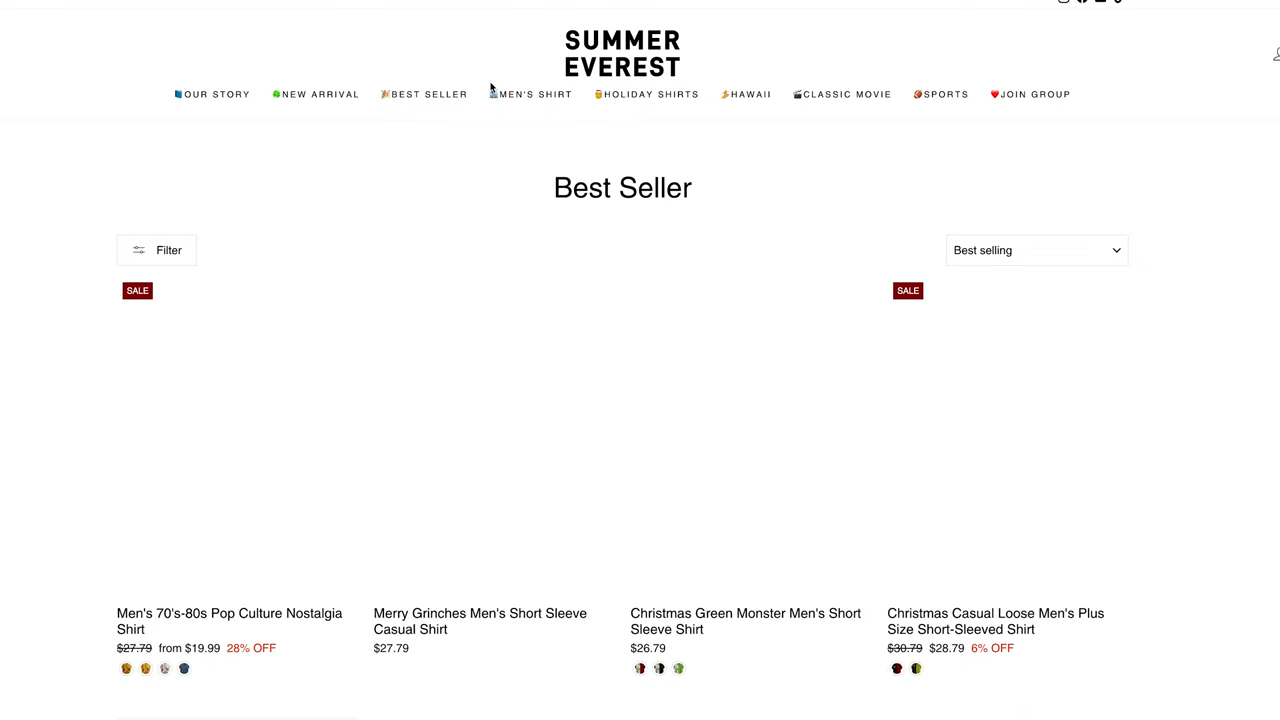 SUMMER
EVEREST
OUR STORY
NEW ARRIVAL
BEST SELLER
MEN'S SHIRT
HOLIDAY SHIRTS
HAWAII
CLASSIC MOVIE
SPORTS
JOIN GROUP
Best Seller
Filter
Best selling
SALE
SALE
Men's 70's-80s Pop Culture Nostalgia
Shirt
$27.79 from $19.99 28% OFF
Merry Grinches Men's Short Sleeve
Casual Shirt
$27.79
Christmas Green Monster Men's Short
Sleeve Shirt
$26.79
Christmas Casual Loose Men's Plus
Size Short-Sleeved Shirt
$30.79 $28.79 6% OFF